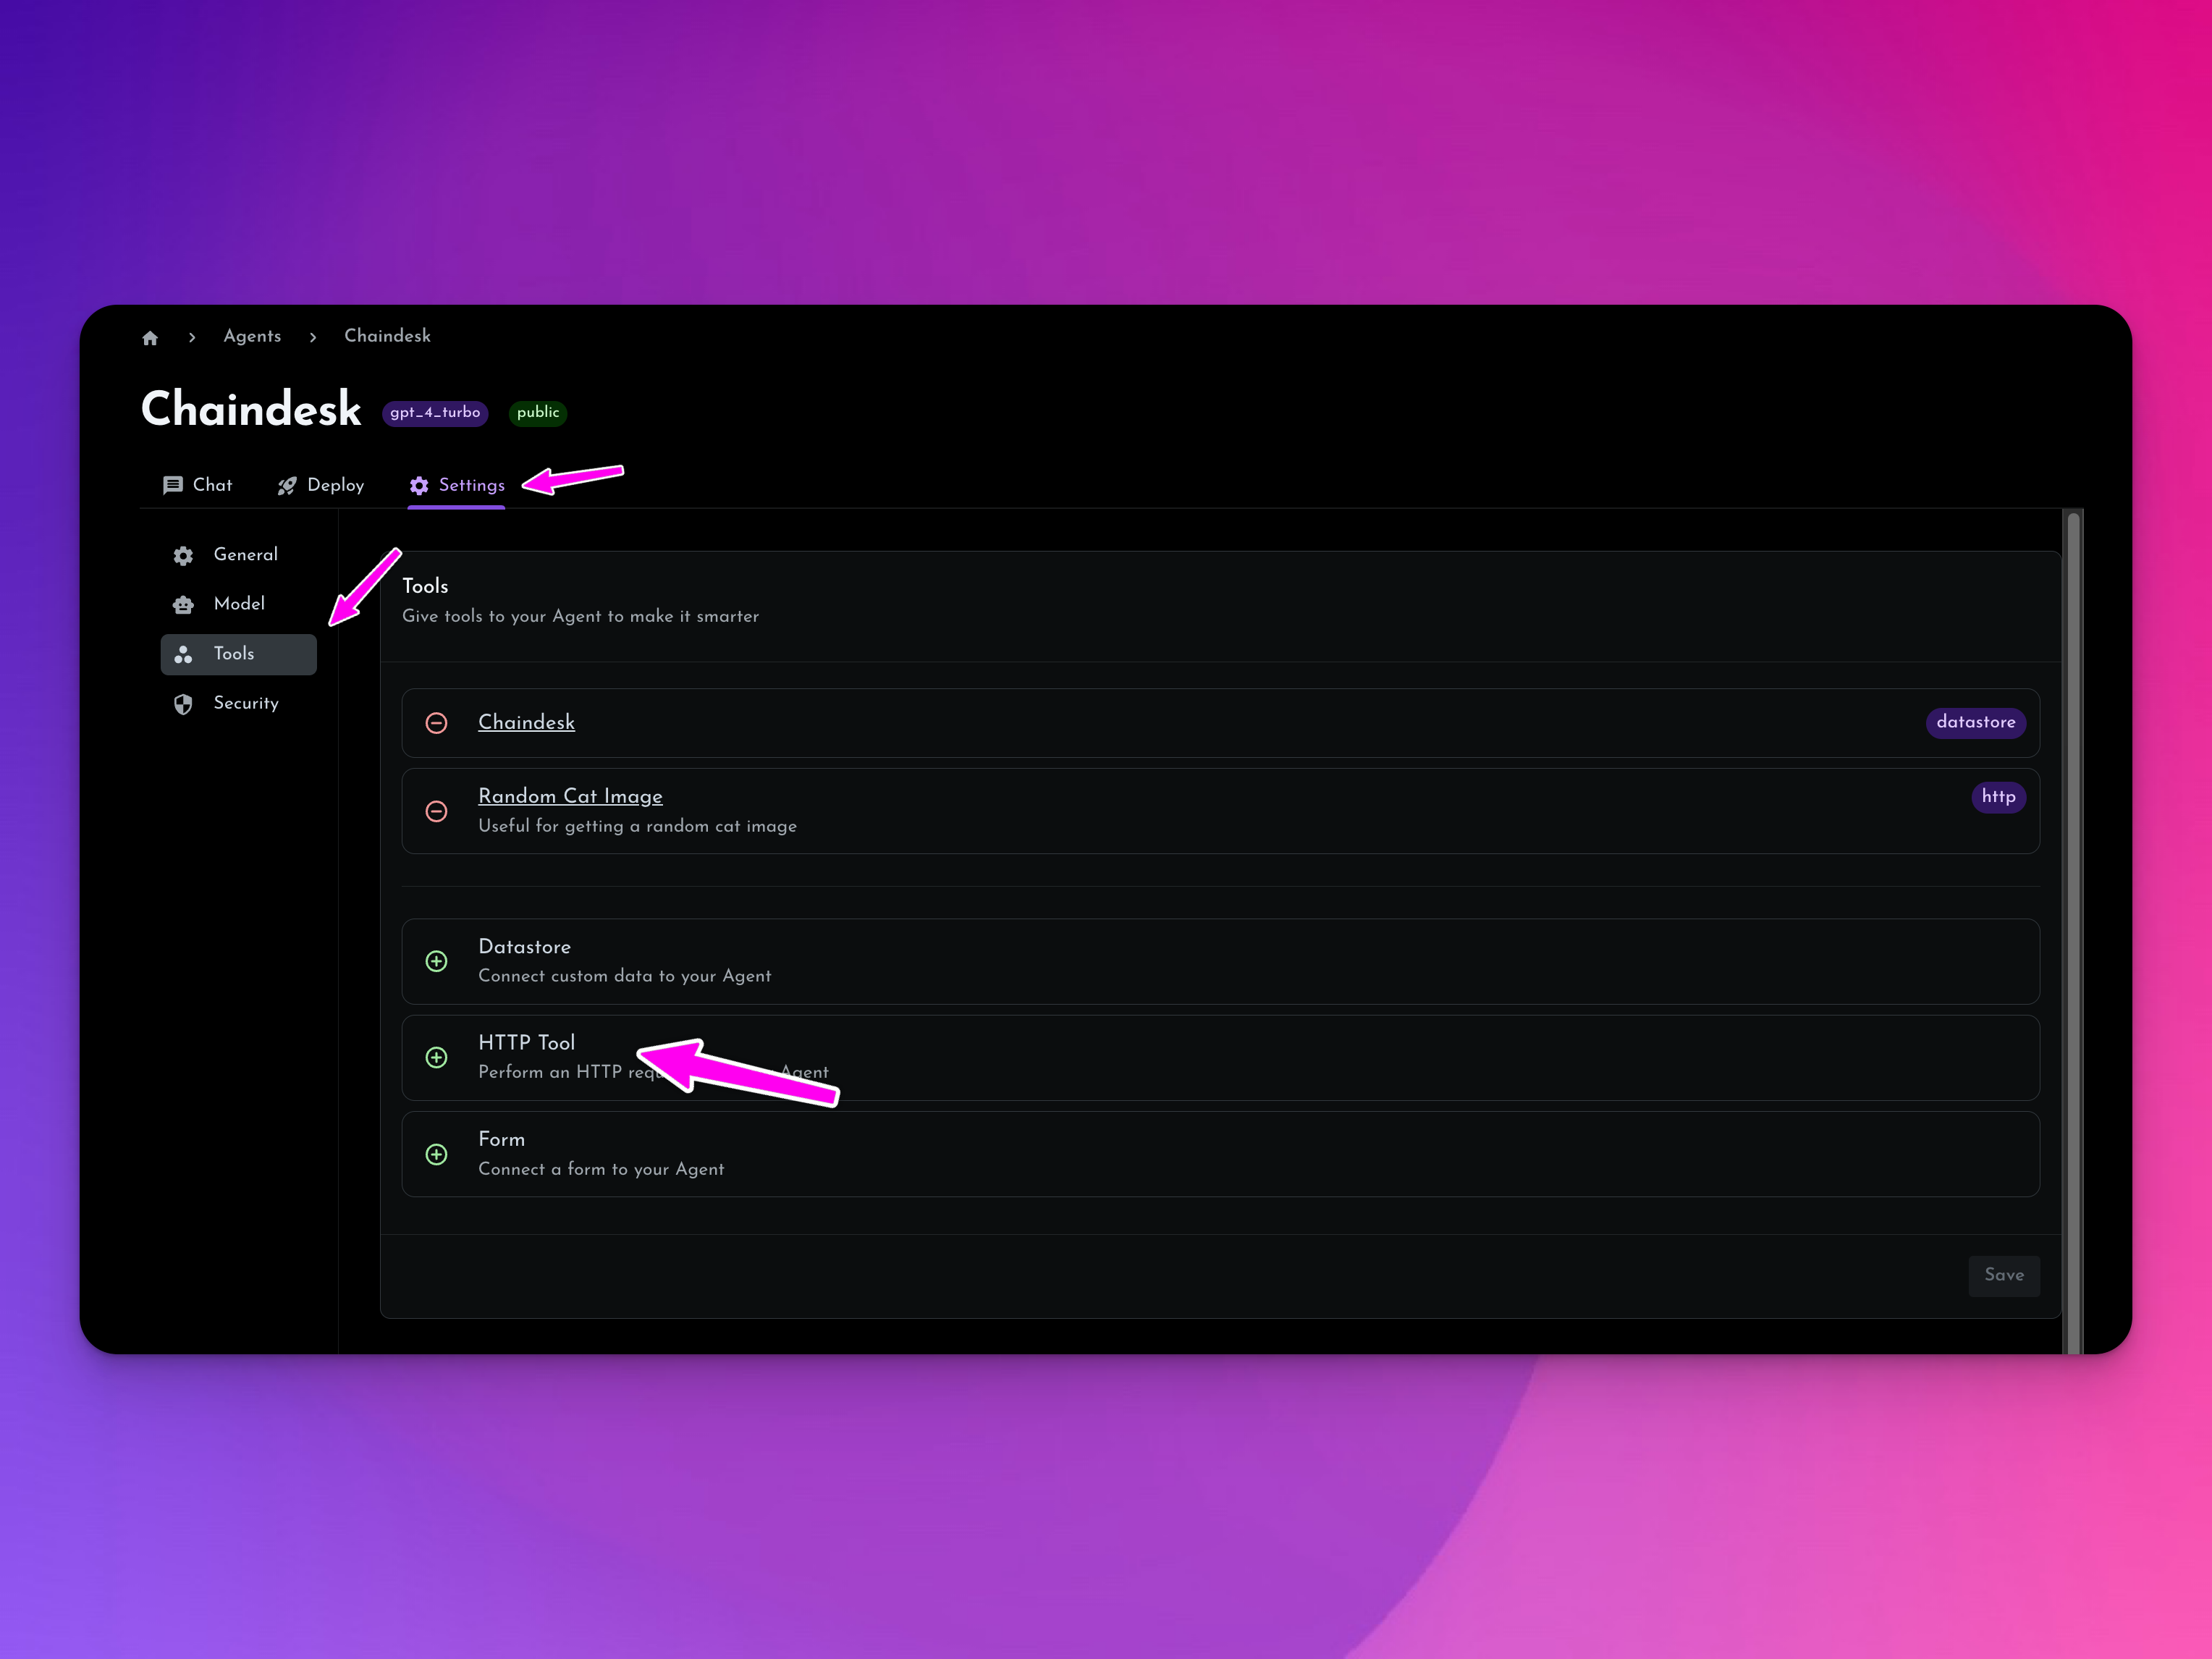 Agents
Chaindesk
Chaindesk
gpt_4_turbo
public
Chat
Deploy
Settings
General
Model
Tools
Security
Tools
Give tools to your Agent to make it smarter
Chaindesk
datastore
Random Cat Image
http
Useful for getting a random cat image
Datastore
Connect custom data to your Agent
HTTP Tool
Perform an HTTP Agent
Form
Connect a form to your Agent
Save